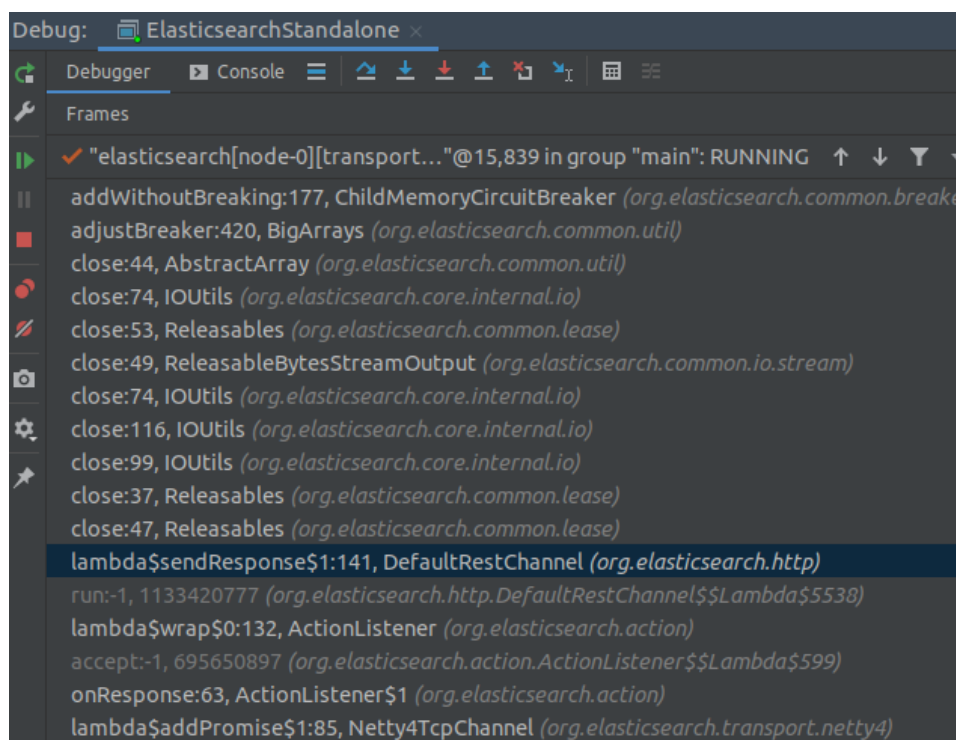 Debug: ElasticsearchStandalone ×
Debugger Console
Frames
"elasticsearch[node-0][transport..."@15,839 in group "main": RUNNING
addWithoutBreaking:177, ChildMemoryCircuitBreaker (org.elasticsearch.common.breake
adjustBreaker:420, BigArrays (org.elasticsearch.common.util)
close:44, AbstractArray (org.elasticsearch.common.util)
close:74, IOUtils (org.elasticsearch.core.internal.io)
close:53, Releasables (org.elasticsearch.common.lease)
close:49, ReleasableBytesStreamOutput (org.elasticsearch.common.io.stream)
close:74, IOUtils (org.elasticsearch.core.internal.io)
close:116, IOUtils (org.elasticsearch.core.internal.io)
close:99, IOUtils (org.elasticsearch.core.internal.io)
close:37, Releasables (org.elasticsearch.common.lease)
close:47, Releasables (org.elasticsearch.common.lease)
lambda$sendResponse$1:141, DefaultRestChannel (org.elasticsearch.http)
run:-1, 1133420777 (org.elasticsearch.http.DefaultRestChannel$$Lambda$5538)
lambda$wrap$0:132, ActionListener (org.elasticsearch.action)
accept:-1, 695650897 (org.elasticsearch.action.ActionListener$$Lambda$599)
onResponse:63, ActionListener$1 (org.elasticsearch.action)
lambda$addPromise$1:85, Netty4TcpChannel (org.elasticsearch.transport.netty4)